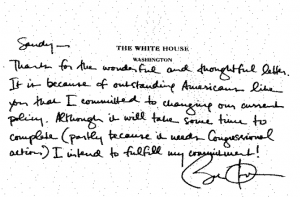 Sandy —
THE WHITE HOUSE
WASHINGTON
Thanks for the wonderful and thoughtful letter.
It is because of outstanding Americans like
you that I committed to changing our current
policy. Although it will take some time to
complete (partly because it needs Congressional
action) I intend to fulfill my commitment!